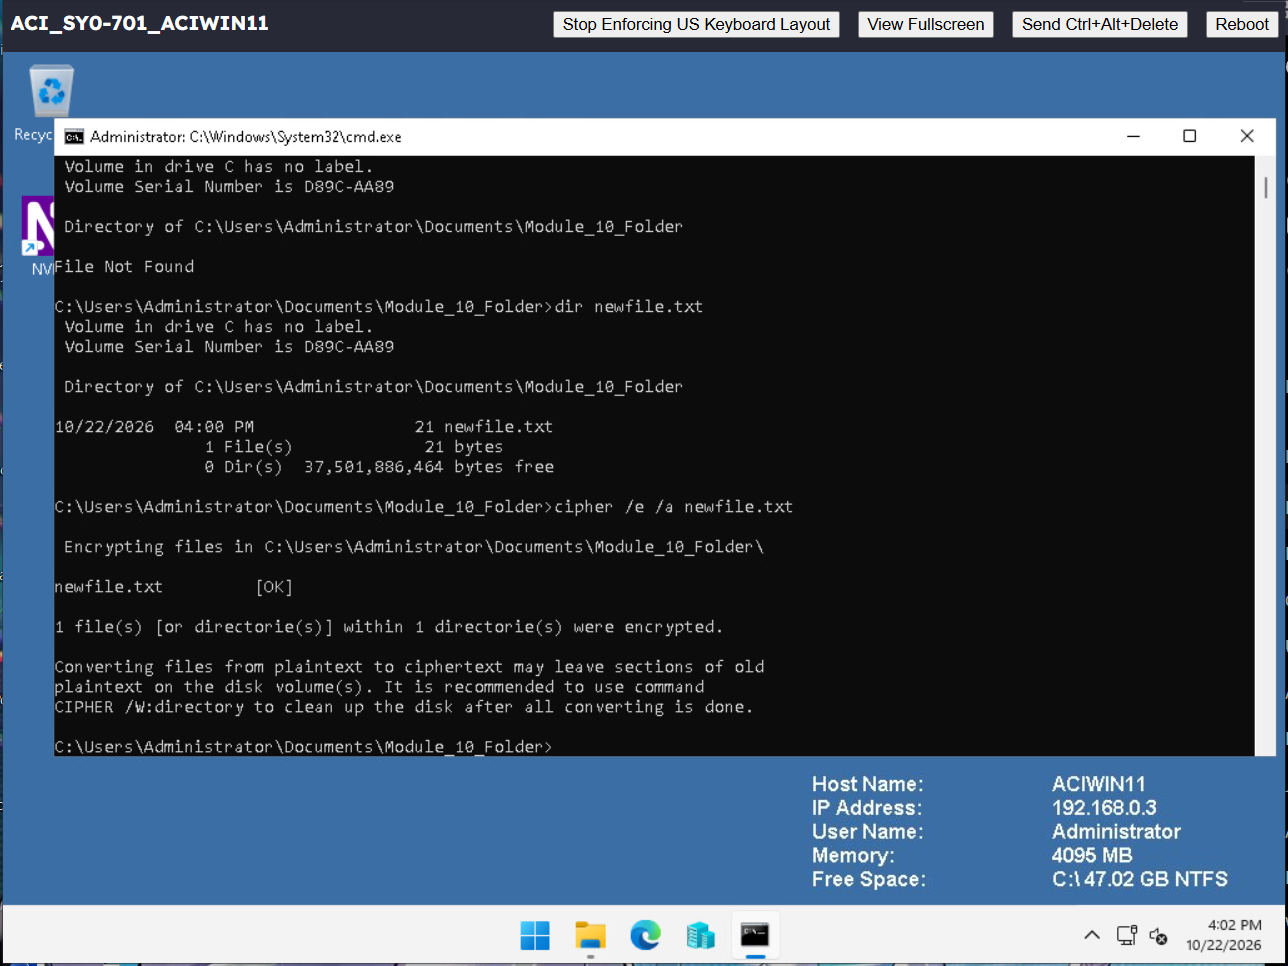 ACI_SY0-701_ACIWIN11
Stop Enforcing US Keyboard Layout
View Fullscreen
Send Ctrl+Alt+Delete
Reboot
Recyc
NV
Administrator: C:\Windows\System32\cmd.exe
Volume in drive C has no label.
Volume Serial Number is D89C-AA89
Directory of C:\Users\Administrator\Documents\Module_10_Folder
File Not Found
C:\Users\Administrator\Documents\Module_10_Folder>dir newfile.txt
Volume in drive C has no label.
Volume Serial Number is D89C-AA89
Directory of C:\Users\Administrator\Documents\Module_10_Folder
10/22/2026  04:00 PM                21 newfile.txt
1 File(s)             21 bytes
0 Dir(s)  37,501,886,464 bytes free
C:\Users\Administrator\Documents\Module_10_Folder>cipher /e /a newfile.txt
Encrypting files in C:\Users\Administrator\Documents\Module_10_Folder\
newfile.txt         [OK]
1 file(s) [or directorie(s)] within 1 directorie(s) were encrypted.
Converting files from plaintext to ciphertext may leave sections of old
plaintext on the disk volume(s). It is recommended to use command
CIPHER /W:directory to clean up the disk after all converting is done.
C:\Users\Administrator\Documents\Module_10_Folder>
Host Name: ACIWIN11
IP Address: 192.168.0.3
User Name: Administrator
Memory: 4095 MB
Free Space: C:\ 47.02 GB NTFS
4:02 PM
10/22/2026